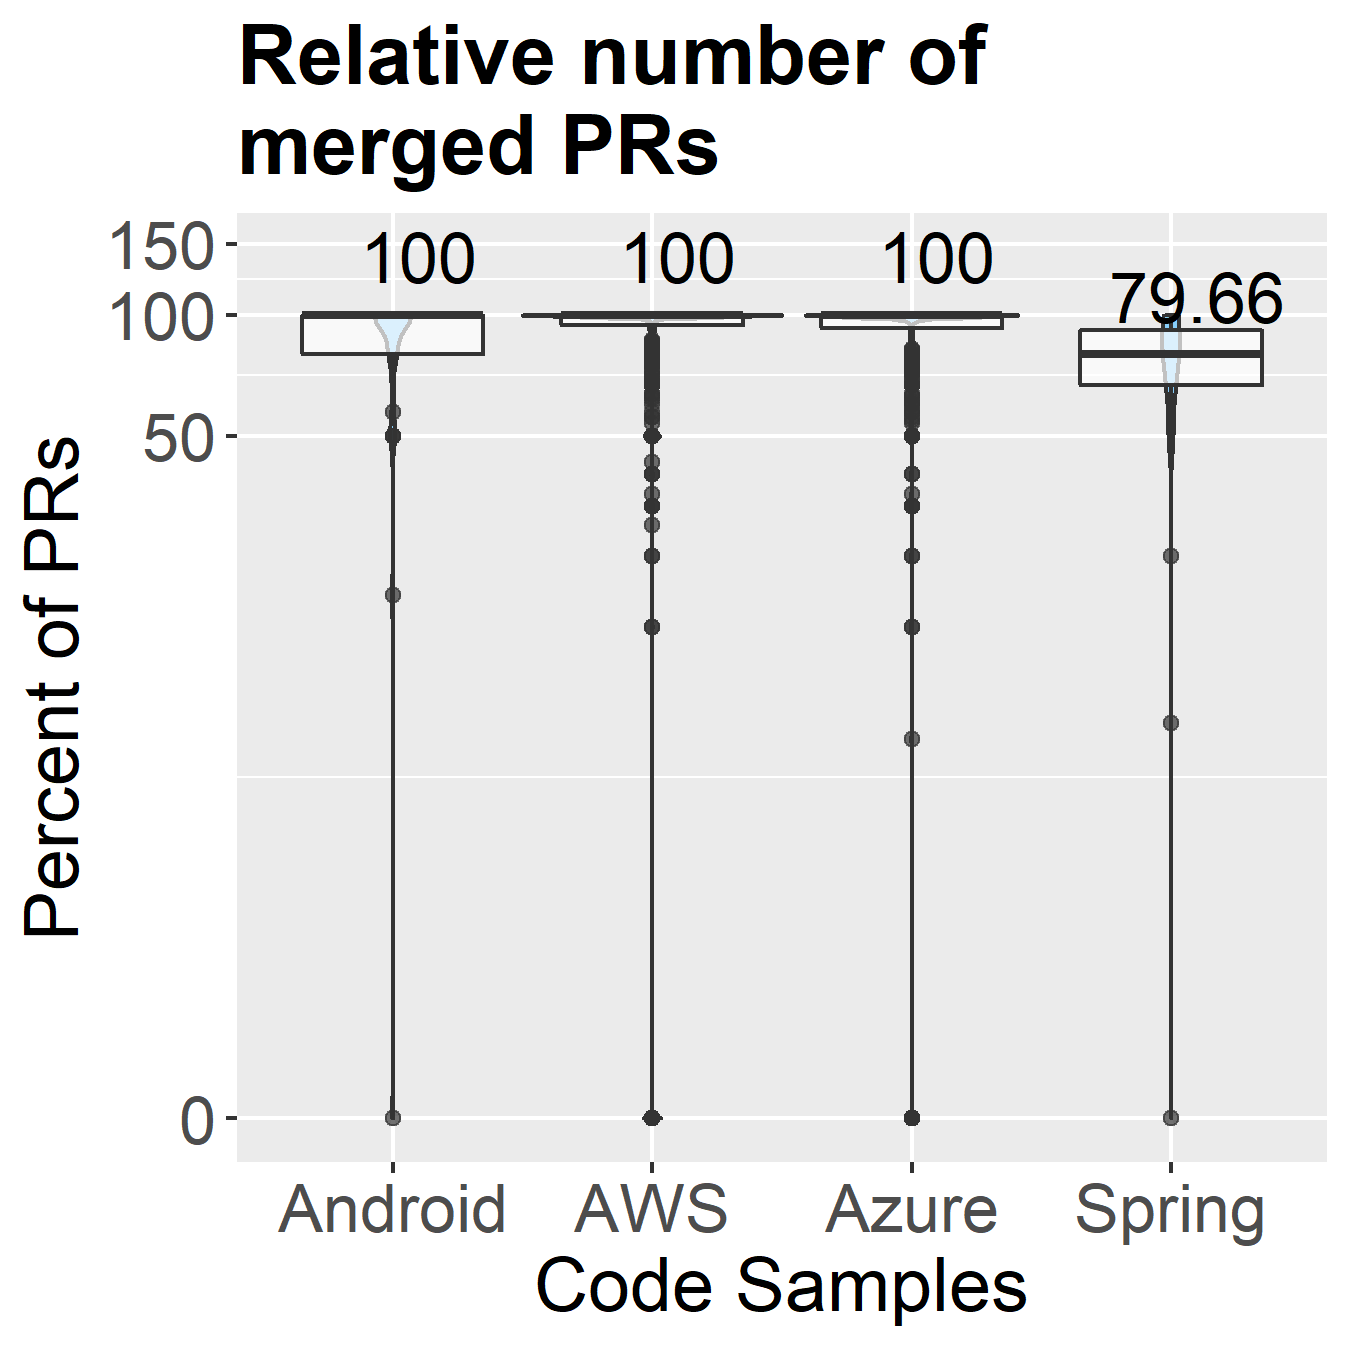 Relative number of
merged PRs
150
100
50
0
Percent of PRs
100
100
100
79.66
Android
AWS
Azure
Spring
Code Samples